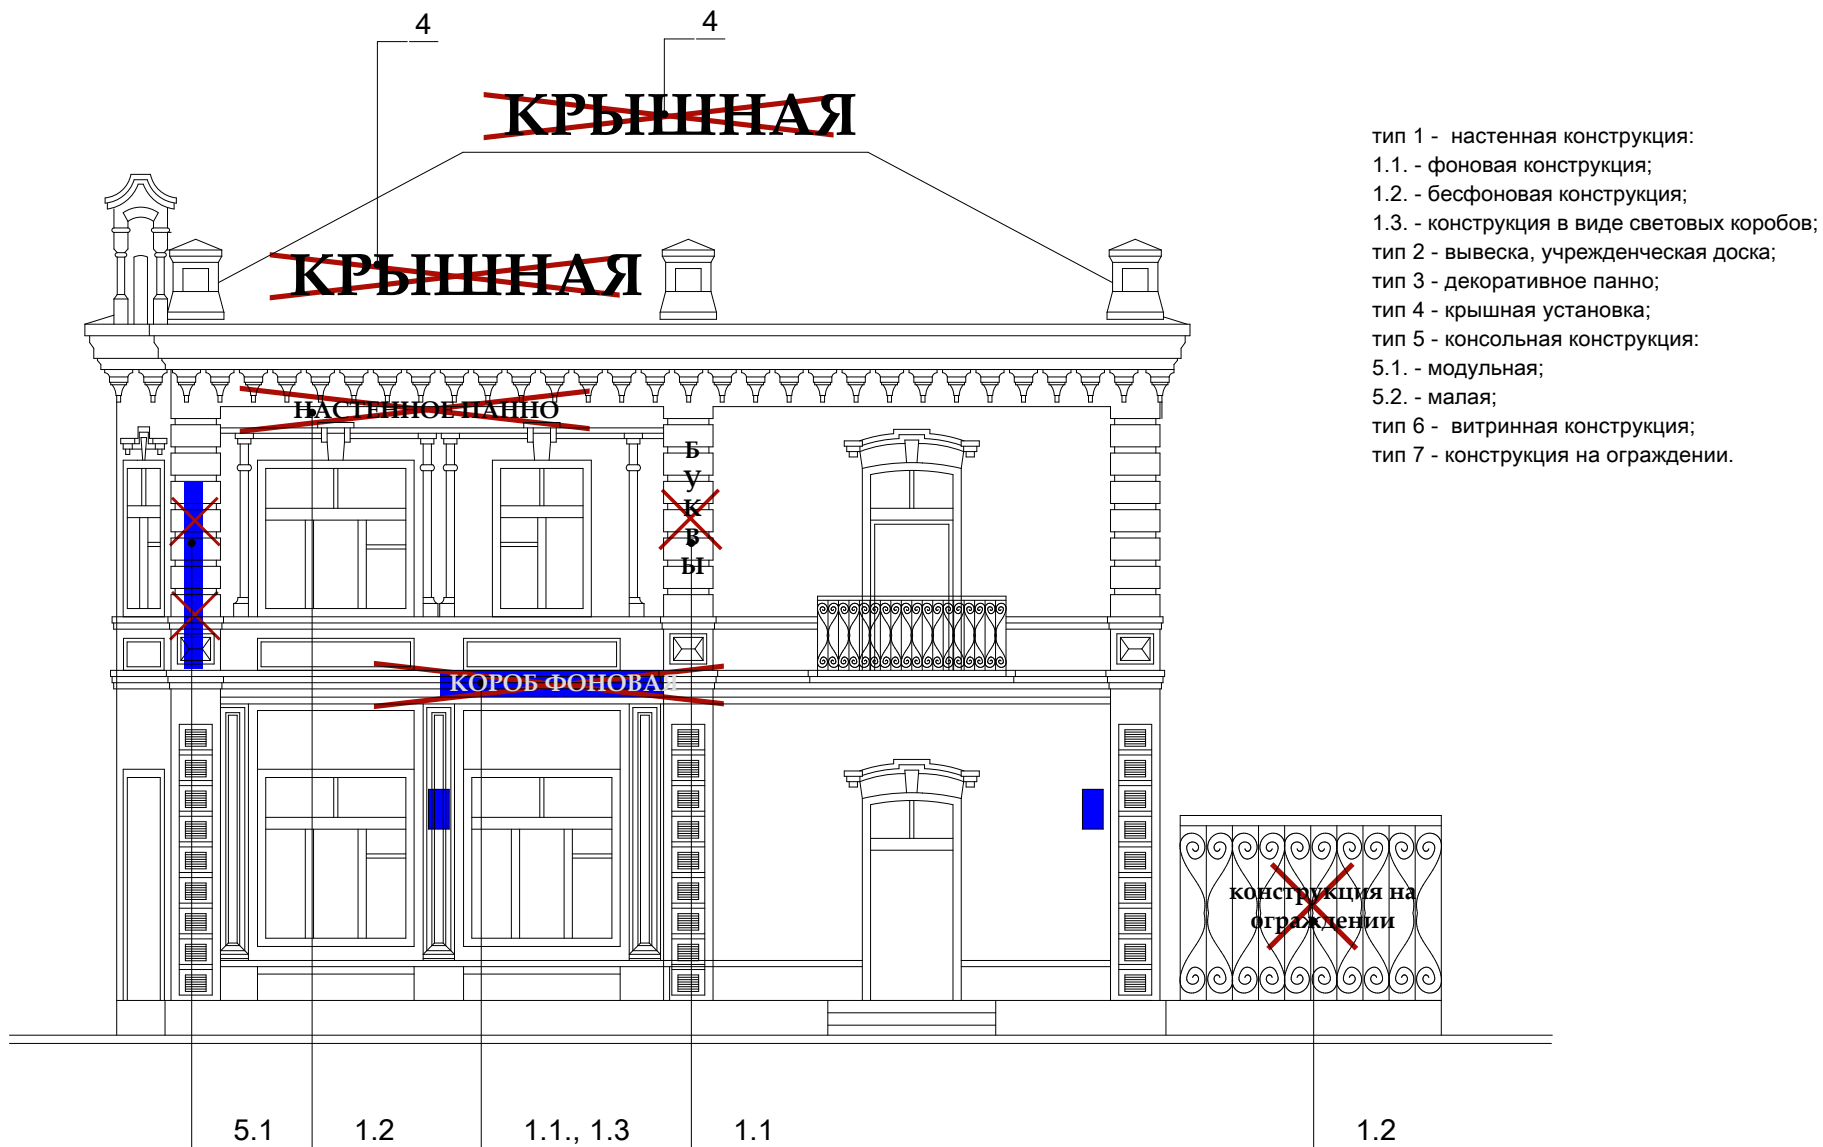 4
4
КРЫШНАЯ
КРЫШНАЯ
тип 1 - настенная конструкция:
1.1. - фоновая конструкция;
1.2. - бесфоновая конструкция;
1.3. - конструкция в виде световых коробов;
тип 2 - вывеска, учрежденческая доска;
тип 3 - декоративное панно;
тип 4 - крышная установка;
тип 5 - консольная конструкция:
5.1. - модульная;
5.2. - малая;
тип 6 - витринная конструкция;
тип 7 - конструкция на ограждении.
НАСТЕННОЕ ПАННО
Б
У
К
В
Ы
КОРОБ ФОНОВАЯ
конструкция на
ограждении
5.1
1.2
1.1., 1.3
1.1
1.2